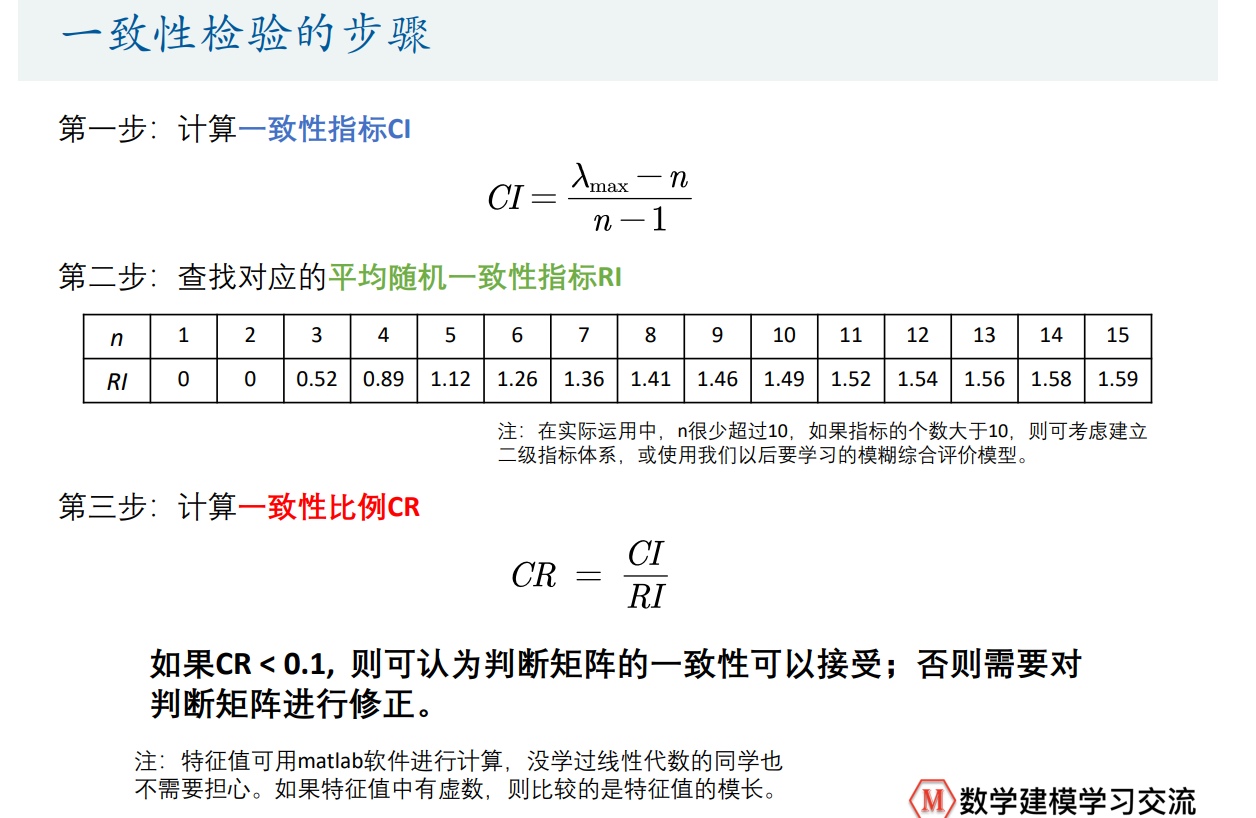 一致性检验的步骤
第一步：计算一致性指标CI
CI = (λmax − n) / (n − 1)
第二步：查找对应的平均随机一致性指标RI
n 1 2 3 4 5 6 7 8 9 10 11 12 13 14 15
RI 0 0 0.52 0.89 1.12 1.26 1.36 1.41 1.46 1.49 1.52 1.54 1.56 1.58 1.59
注：在实际运用中，n很少超过10，如果指标的个数大于10，则可考虑建立
二级指标体系，或使用我们以后要学习的模糊综合评价模型。
第三步：计算一致性比例CR
CR = CI / RI
如果CR < 0.1, 则可认为判断矩阵的一致性可以接受；否则需要对
判断矩阵进行修正。
注：特征值可用matlab软件进行计算，没学过线性代数的同学也
不需要担心。如果特征值中有虚数，则比较的是特征值的模长。
M 数学建模学习交流